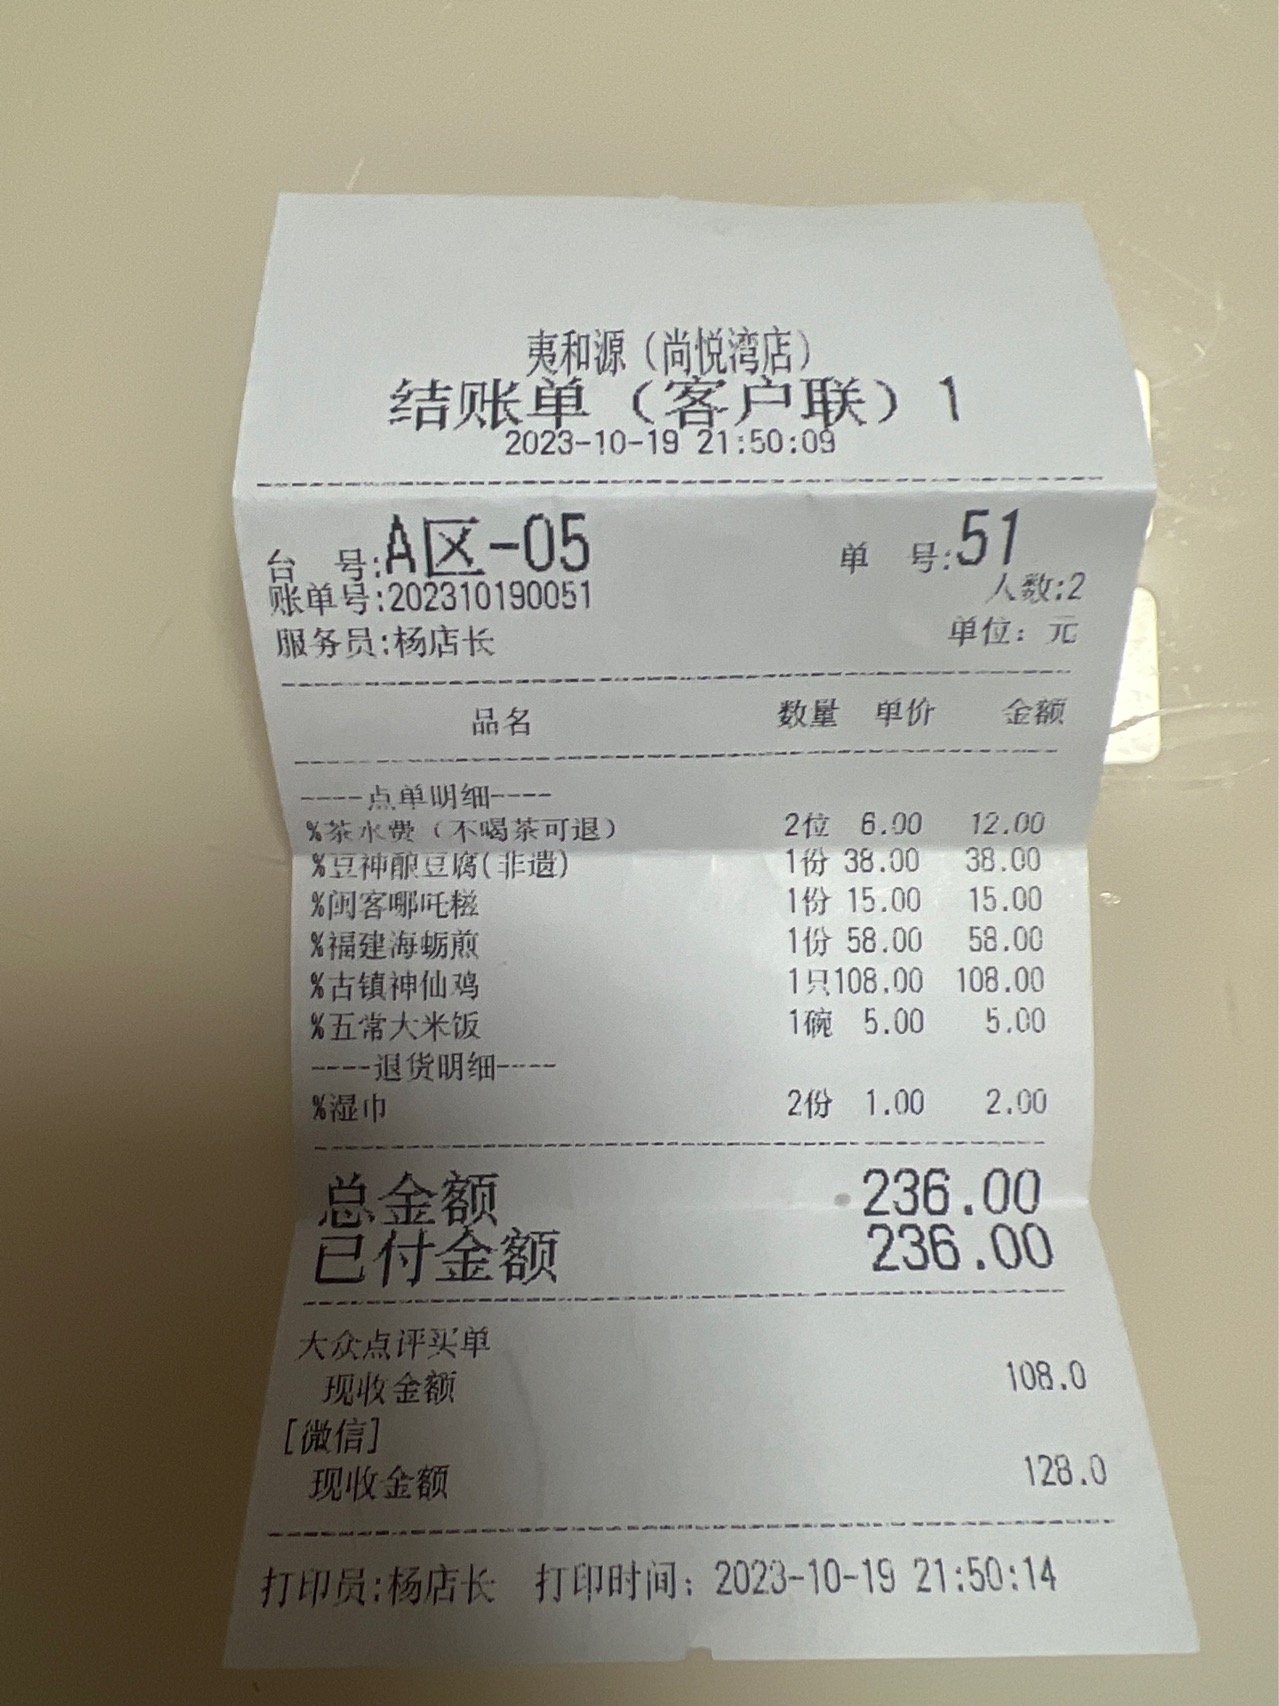 夷和源（尚悦湾店）
结账单（客户联）1
2023-10-19 21:50:09
台 号:A区-05 单 号:51
账单号:202310190051 人数:2
服务员:杨店长 单位: 元
品名 数量 单价 金额
----点单明细----
%茶水费（不喝茶可退） 2位 6.00 12.00
%豆神酿豆腐(非遗) 1份 38.00 38.00
%闽客哪吒糍 1份 15.00 15.00
%福建海蛎煎 1份 58.00 58.00
%古镇神仙鸡 1只108.00 108.00
%五常大米饭 1碗 5.00 5.00
----退货明细----
%湿巾 2份 1.00 2.00
总金额 236.00
已付金额 236.00
大众点评买单
现收金额 108.0
[微信]
现收金额 128.0
打印员:杨店长 打印时间: 2023-10-19 21:50:14